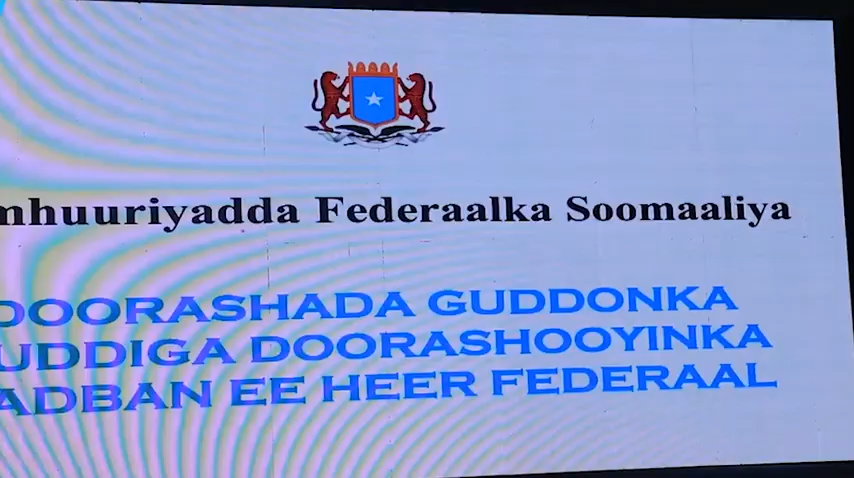 mhuuriyadda Federaalka Soomaaliya
DOORASHADA GUDDONKA
UDDIGA DOORASHOOYINKA
ADBAN EE HEER FEDERAAL